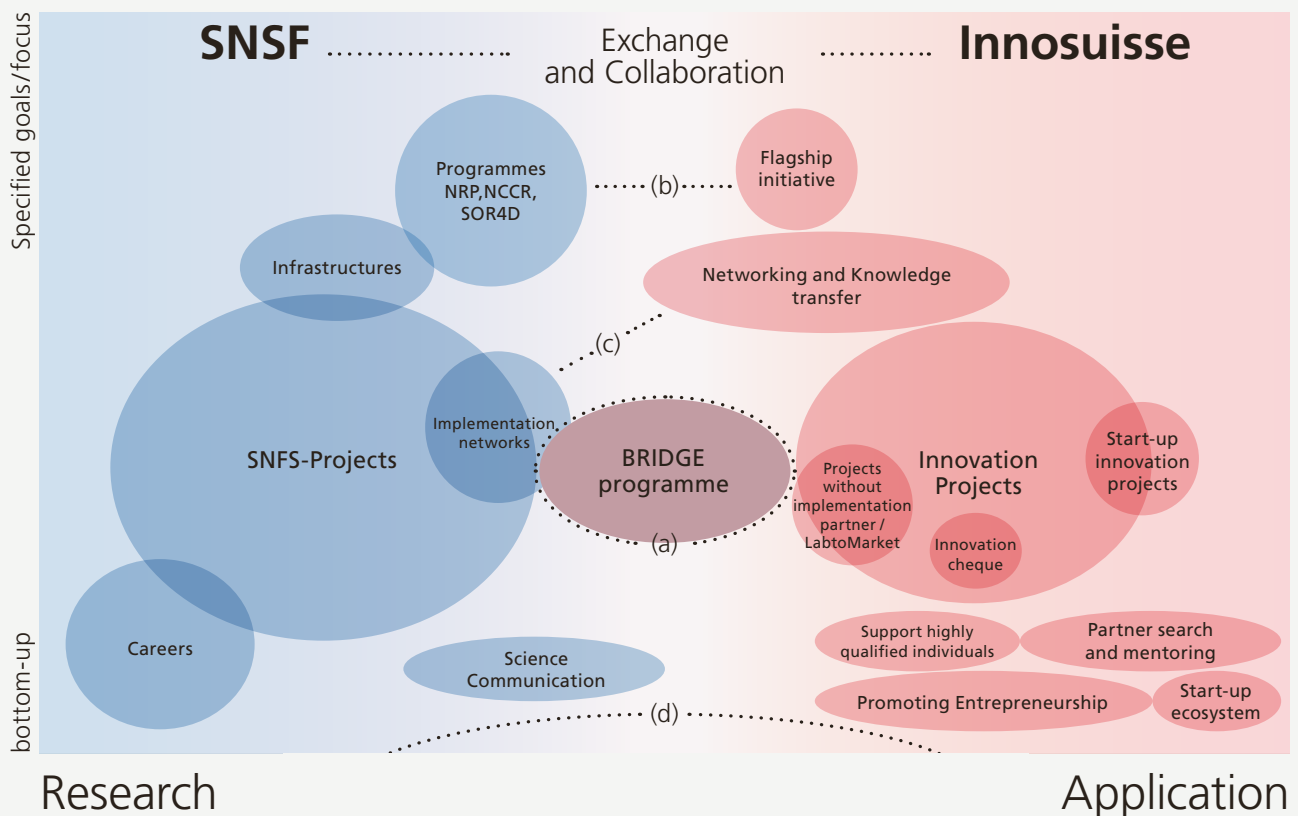 SNSF
Exchange
and Collaboration
Innosuisse
Specified goals/focus
Programmes
NRP,NCCR,
SOR4D
(b)
Flagship
initiative
Infrastructures
Networking and Knowledge
transfer
(c)
Implementation
networks
SNFS-Projects
BRIDGE
programme
(a)
Projects
without
implementation
partner /
LabtoMarket
Innovation
Projects
Innovation
cheque
Start-up
innovation
projects
bottom-up
Careers
Science
Communication
Support highly
qualified individuals
Partner search
and mentoring
Promoting Entrepreneurship
Start-up
ecosystem
(d)
Research
Application